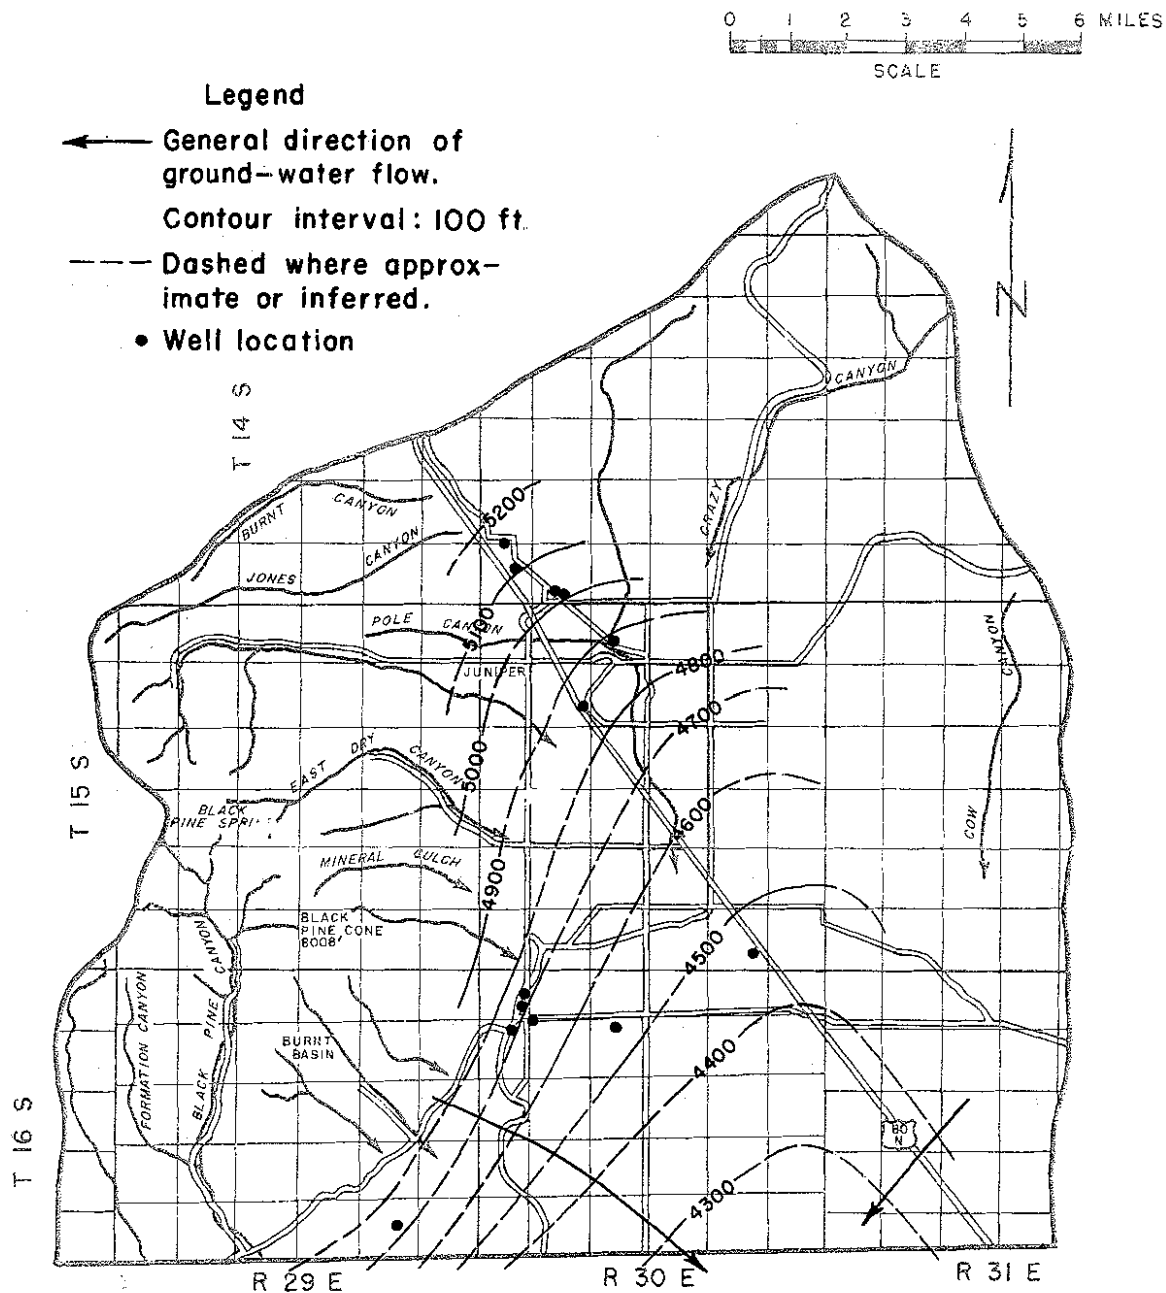 0 1 2 3 4 5 6 MILES
SCALE
Legend
General direction of
ground-water flow.
Contour interval: 100 ft.
Dashed where approx-
imate or inferred.
Well location
N
T 14 S
CANYON
CRAZY
BURNT
CANYON
5200
JONES
CANYON
POLE CANYON
5100
JUNIPER
4800
4700
CANYON
COW
T 15 S
EAST DRY CANYON
5000
BLACK
PINE
4600
MINERAL GULCH
4900
BLACK
PINE CONE
8008'
4500
FORMATION CANYON
BLACK PINE CANYON
BURNT
BASIN
4400
T 16 S
80
N
4300
R 29 E
R 30 E
R 31 E